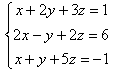 x + 2y + 3z = 1
2x − y + 2z = 6
x + y + 5z = −1